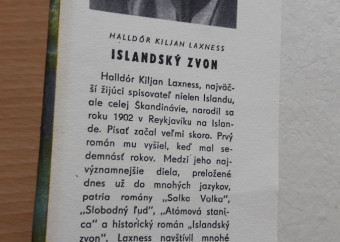 HALLDÓR KILJAN LAXNESS
ISLANDSKÝ ZVON
Halldór Kiljan Laxness, najväč-
ší žijúci spisovateľ nielen Islandu,
ale celej Škandinávie, narodil sa
roku 1902 v Reykjavíku na Islan-
de. Písať začal veľmi skoro. Prvý
román mu vyšiel, keď mal se-
demnásť rokov. Medzi jeho naj-
významnejšie diela, preložené
dnes už do mnohých jazykov,
patria romány „Salka Valka“,
„Slobodný ľud“, „Atómová stani-
ca“ a historický román „Islandský
zvon“. Laxness navštívil mnohé